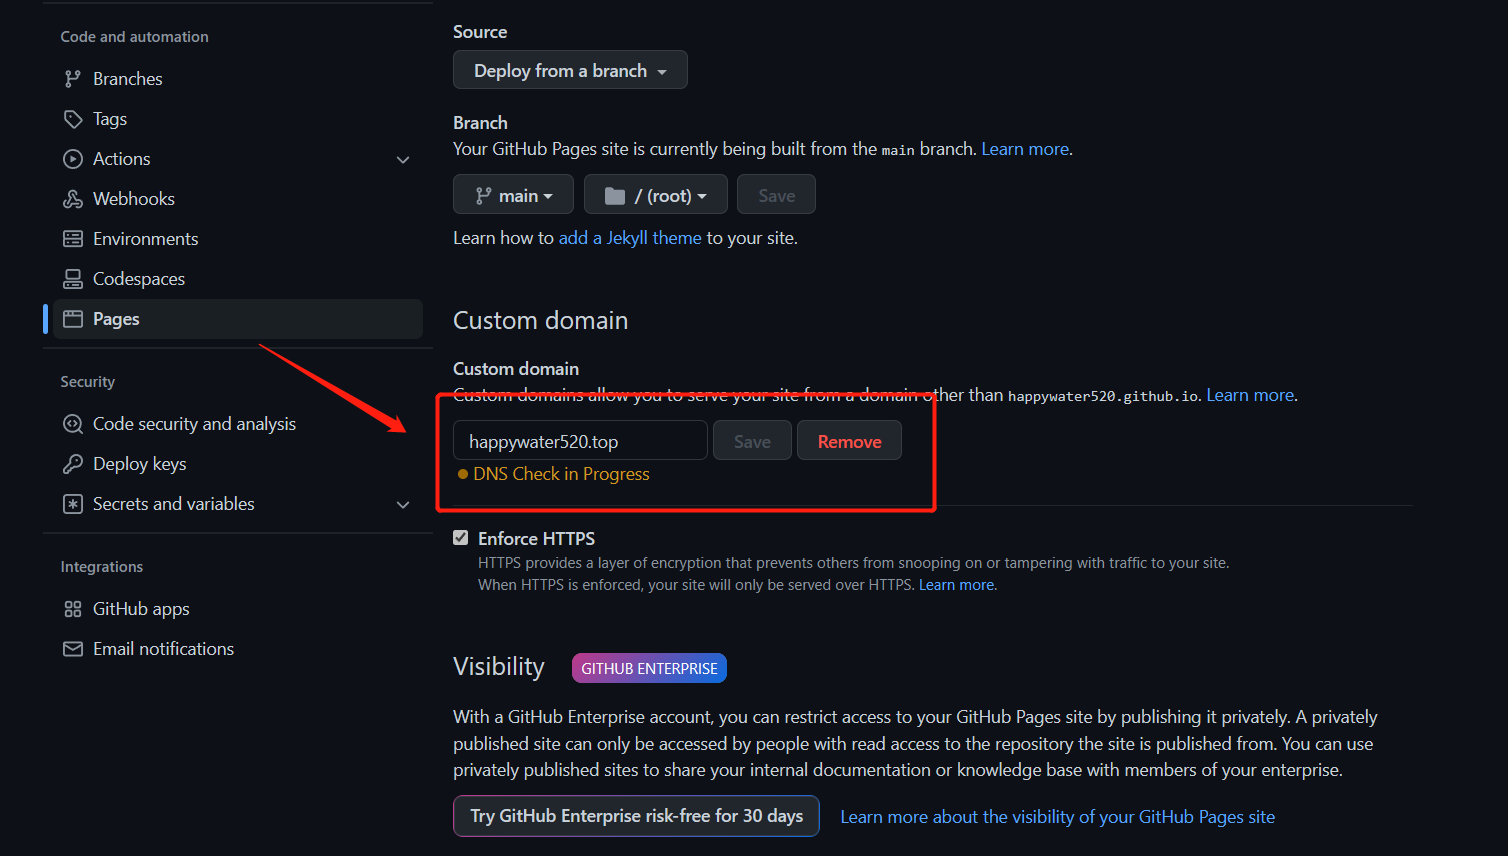 Code and automation
Branches
Tags
Actions
Webhooks
Environments
Codespaces
Pages
Security
Code security and analysis
Deploy keys
Secrets and variables
Integrations
GitHub apps
Email notifications
Source
Deploy from a branch
Branch
Your GitHub Pages site is currently being built from the main branch. Learn more.
main / (root) Save
Learn how to add a Jekyll theme to your site.
Custom domain
Custom domain
Custom domains allow you to serve your site from a domain other than happywater520.github.io. Learn more.
happywater520.top Save Remove
DNS Check in Progress
Enforce HTTPS
HTTPS provides a layer of encryption that prevents others from snooping on or tampering with traffic to your site.
When HTTPS is enforced, your site will only be served over HTTPS. Learn more.
Visibility GITHUB ENTERPRISE
With a GitHub Enterprise account, you can restrict access to your GitHub Pages site by publishing it privately. A privately
published site can only be accessed by people with read access to the repository the site is published from. You can use
privately published sites to share your internal documentation or knowledge base with members of your enterprise.
Try GitHub Enterprise risk-free for 30 days Learn more about the visibility of your GitHub Pages site